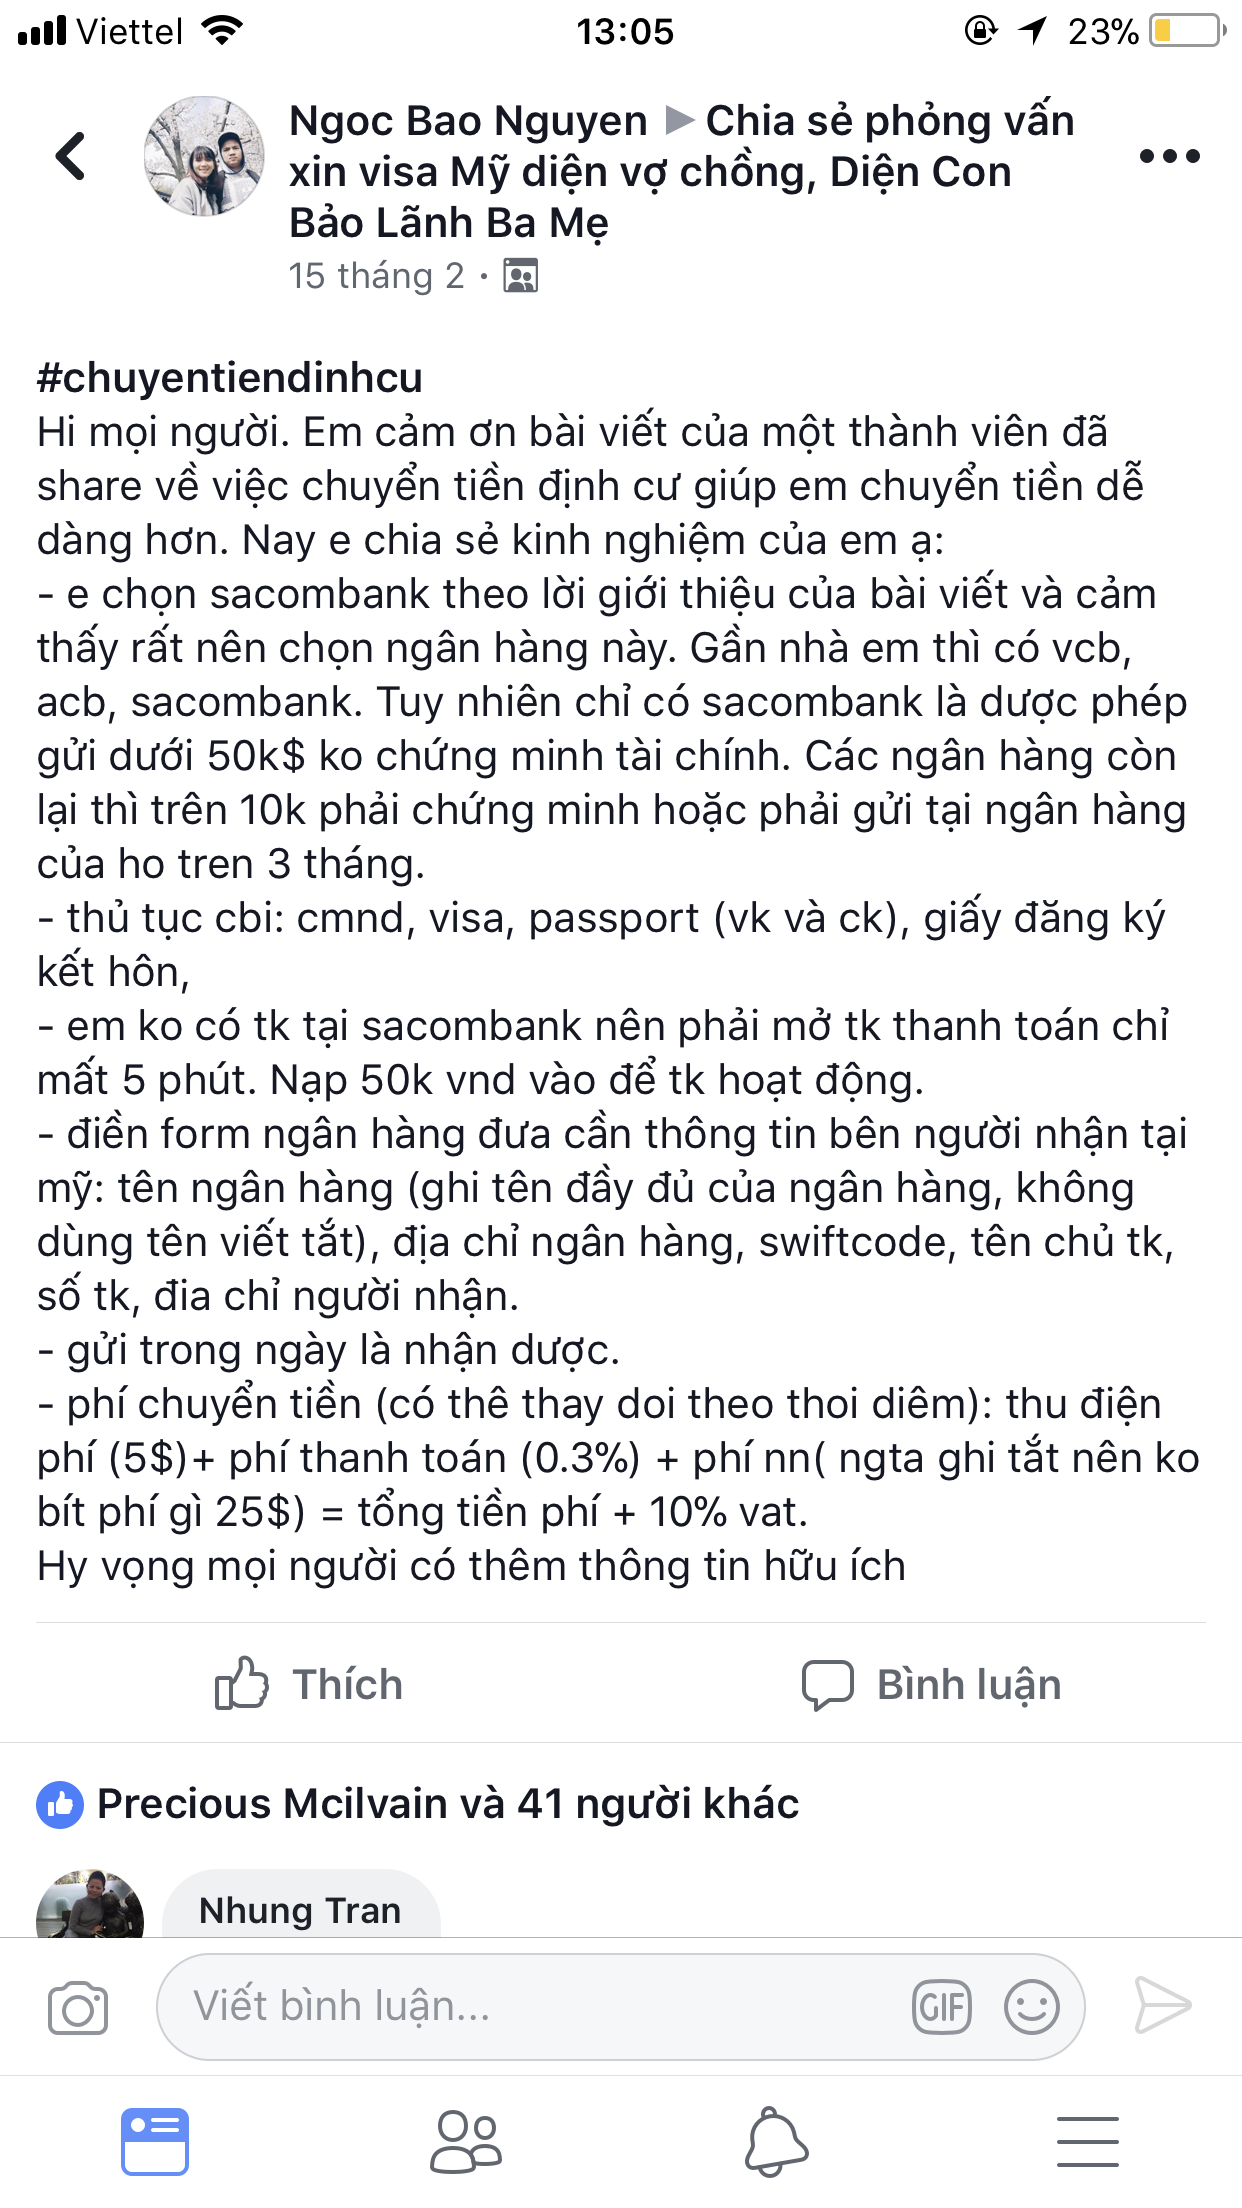 Viettel 13:05 23%
Ngoc Bao Nguyen ▶ Chia sẻ phỏng vấn
xin visa Mỹ diện vợ chồng, Diện Con
Bảo Lãnh Ba Mẹ
15 tháng 2 ·
#chuyentiendinhcu
Hi mọi người. Em cảm ơn bài viết của một thành viên đã
share về việc chuyển tiền định cư giúp em chuyển tiền dễ
dàng hơn. Nay e chia sẻ kinh nghiệm của em ạ:
- e chọn sacombank theo lời giới thiệu của bài viết và cảm
thấy rất nên chọn ngân hàng này. Gần nhà em thì có vcb,
acb, sacombank. Tuy nhiên chỉ có sacombank là dược phép
gửi dưới 50k$ ko chứng minh tài chính. Các ngân hàng còn
lại thì trên 10k phải chứng minh hoặc phải gửi tại ngân hàng
của ho tren 3 tháng.
- thủ tục cbi: cmnd, visa, passport (vk và ck), giấy đăng ký
kết hôn,
- em ko có tk tại sacombank nên phải mở tk thanh toán chỉ
mất 5 phút. Nạp 50k vnd vào để tk hoạt động.
- điền form ngân hàng đưa cần thông tin bên người nhận tại
mỹ: tên ngân hàng (ghi tên đầy đủ của ngân hàng, không
dùng tên viết tắt), địa chỉ ngân hàng, swiftcode, tên chủ tk,
số tk, đia chỉ người nhận.
- gửi trong ngày là nhận dược.
- phí chuyển tiền (có thê thay doi theo thoi diêm): thu điện
phí (5$)+ phí thanh toán (0.3%) + phí nn( ngta ghi tắt nên ko
bít phí gì 25$) = tổng tiền phí + 10% vat.
Hy vọng mọi người có thêm thông tin hữu ích
Thích Bình luận
Precious Mcilvain và 41 người khác
Nhung Tran
Viết bình luận... GIF